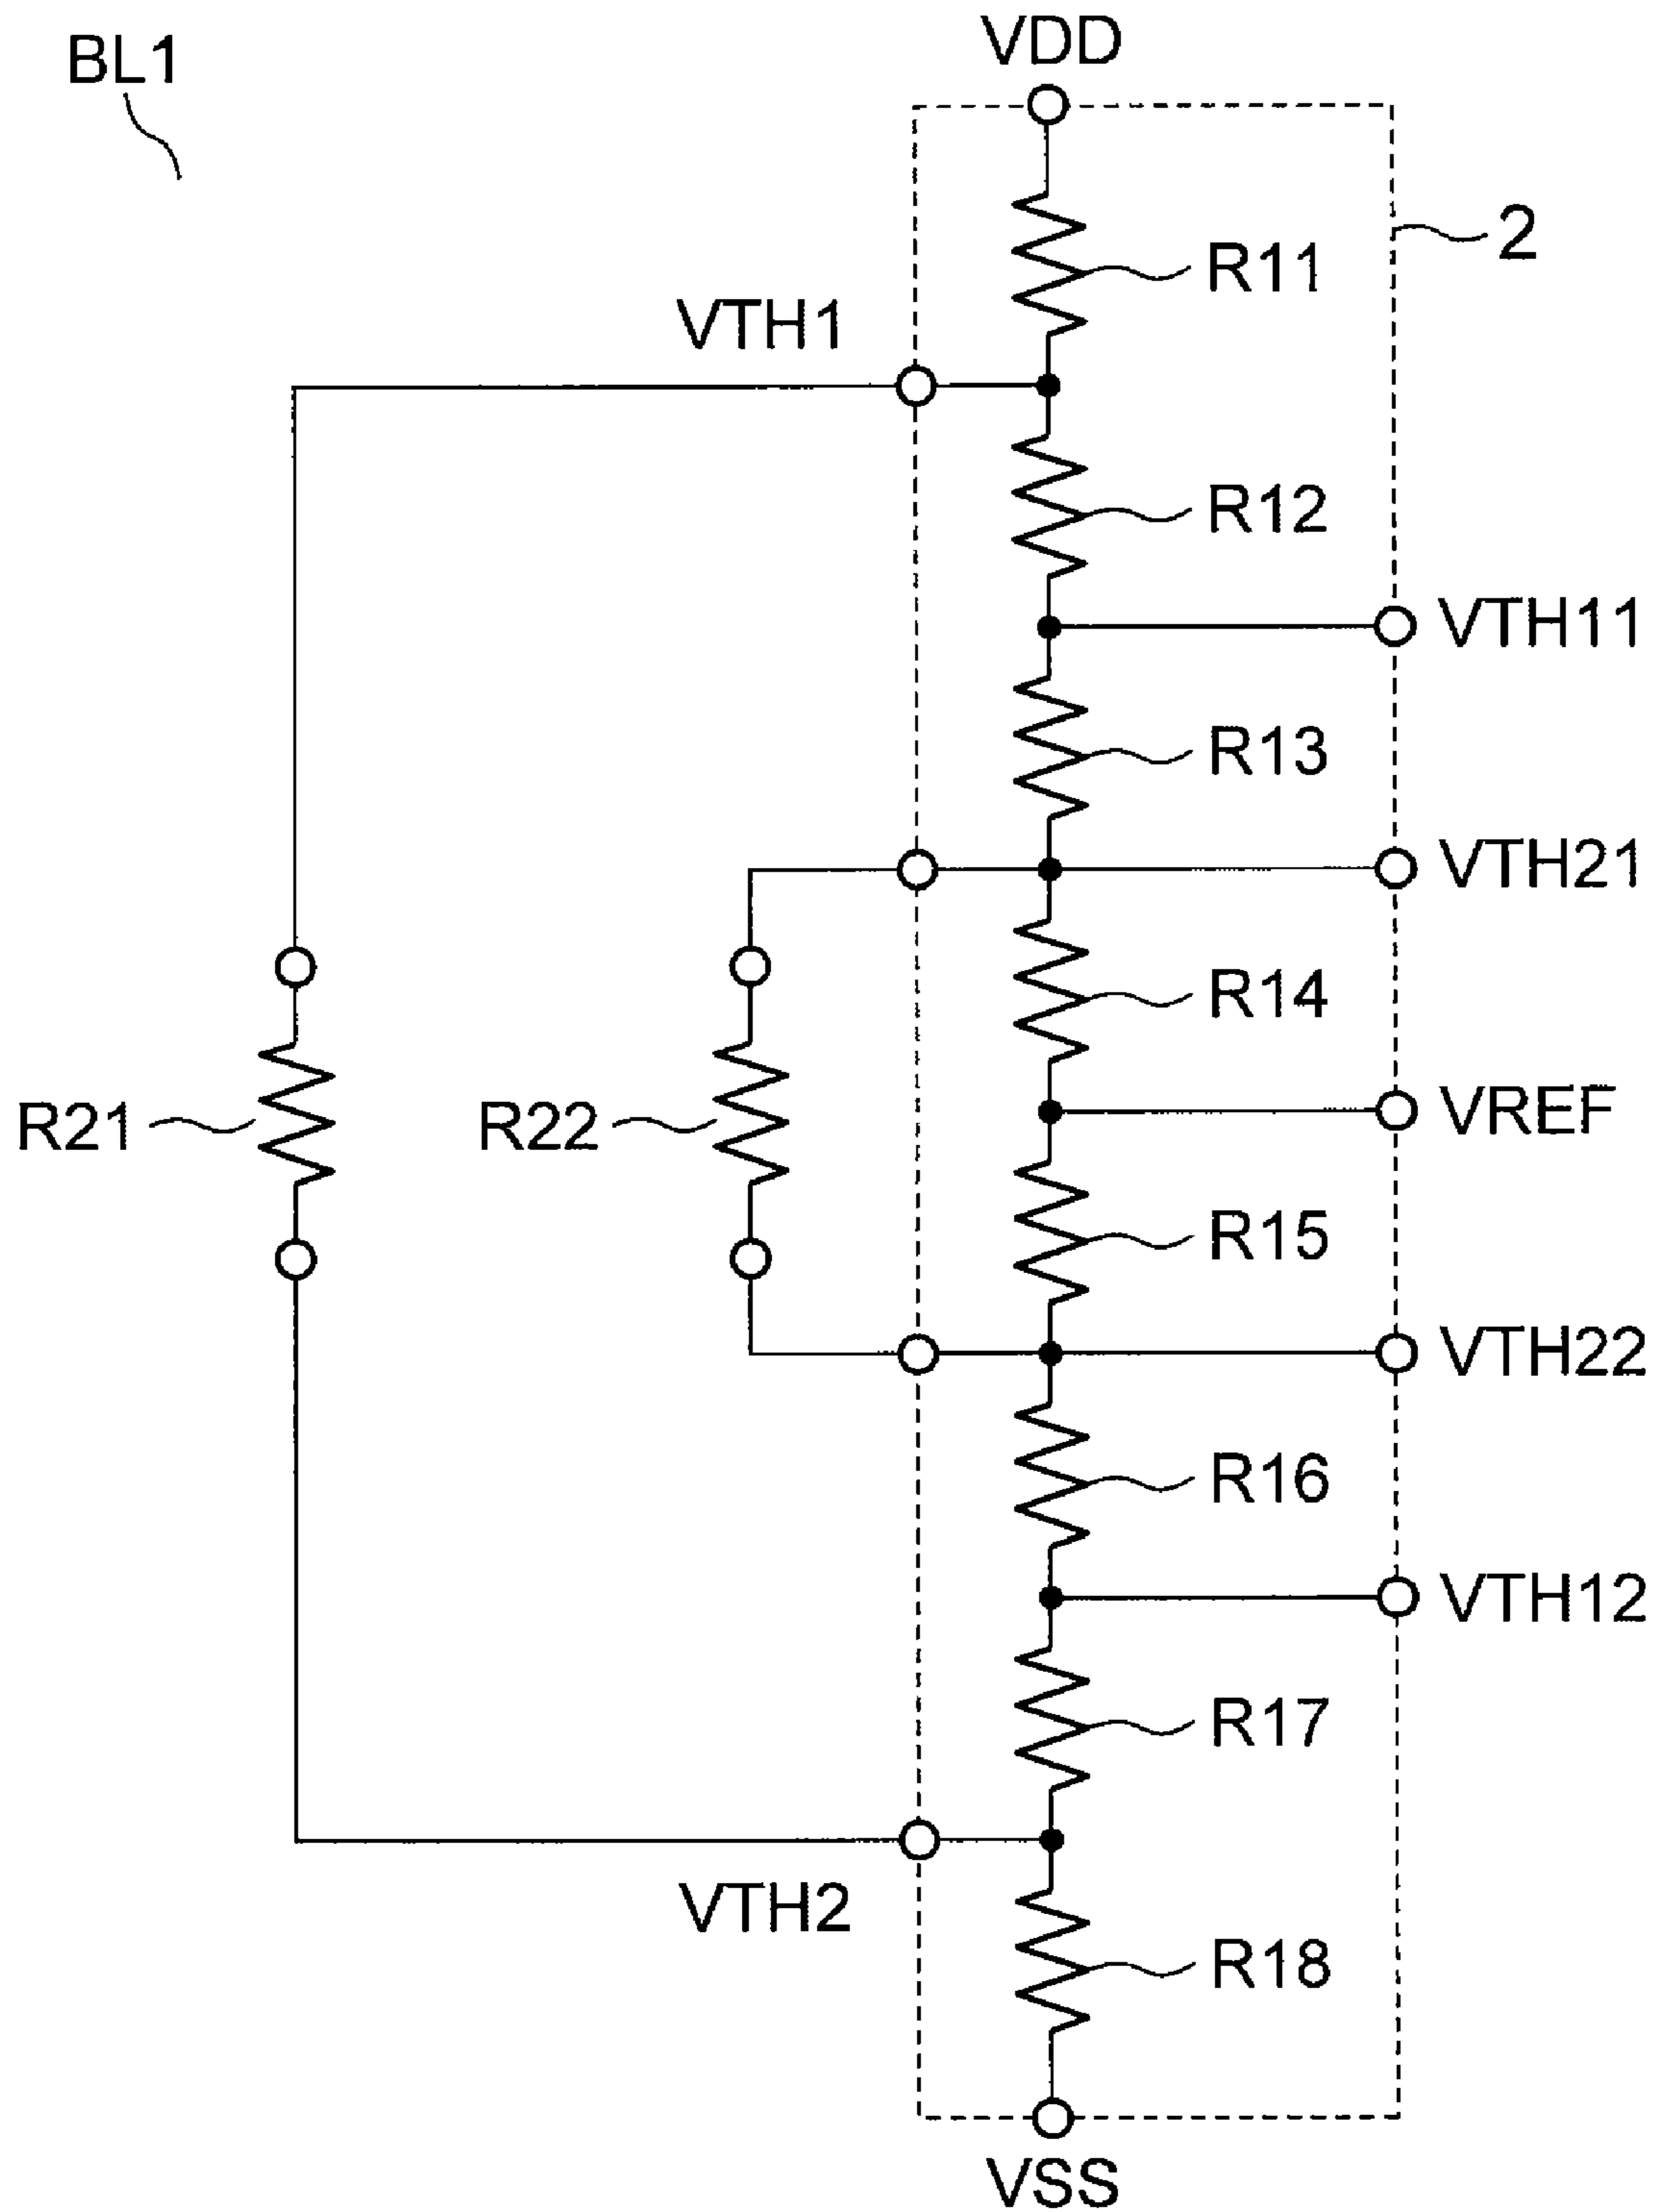 VDD
BL1
2
R11
VTH1
R12
VTH11
R13
VTH21
R14
VREF
R21
R22
R15
VTH22
R16
VTH12
R17
VTH2
R18
VSS